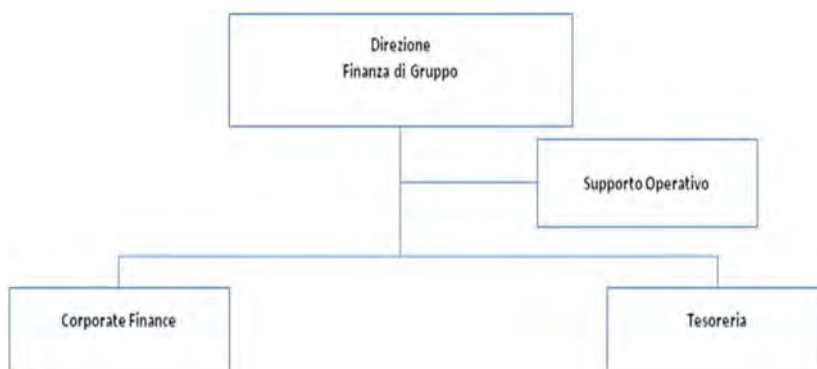 Direzione
Finanza di Gruppo
Supporto Operativo
Corporate Finance
Tesoreria